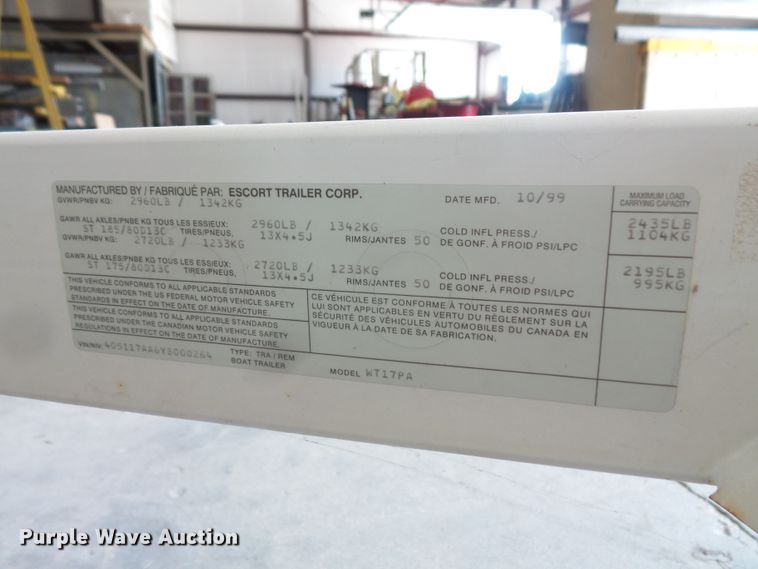 MANUFACTURED BY / FABRIQUÉ PAR: ESCORT TRAILER CORP.
GVWR/PNBV KG: 2960LB / 1342KG DATE MFD. 10/99 MAXIMUM LOAD
CARRYING CAPACITY
GAWR ALL AXLES/PNBE KG TOUS LES ESSIEUX: 2960LB / 1342KG COLD INFL PRESS./ 2435LB
ST 185/80D13C TIRES/PNEUS, 13X4.5J RIMS/JANTES 50 DE GONF. À FROID PSI/LPC 1104KG
GVWR/PNBV KG: 2720LB / 1233KG
GAWR ALL AXLES/PNBE KG TOUS LES ESSIEUX: 2720LB / 1233KG COLD INFL PRESS./ 2195LB
ST 175/80D13C TIRES/PNEUS, 13X4.5J RIMS/JANTES 50 DE GONF. À FROID PSI/LPC 995KG
THIS VEHICLE CONFORMS TO ALL APPLICABLE STANDARDS
PRESCRIBED UNDER THE US FEDERAL MOTOR VEHICLE SAFETY
STANDARDS IN EFFECT ON THE DATE OF MANUFACTURE.
THIS VEHICLE CONFORMS TO ALL APPLICABLE STANDARDS
PRESCRIBED UNDER THE CANADIAN MOTOR VEHICLE SAFETY
REGULATIONS IN EFFECT ON THE DATE OF MANUFACTURE.
CE VÉHICULE EST CONFORME À TOUTES LES NORMES QUI
LUI SONT APPLICABLES EN VERTU DU RÉGLEMENT SUR LA
SÉCURITÉ DES VÉHICULES AUTOMOBILES DU CANADA EN
VIGUEUR À LA DATE DE SA FABRICATION.
VIN/NIV: 40S117AA6YB000264 TYPE: TRA / REM
BOAT TRAILER MODEL WT17PA
Purple Wave Auction